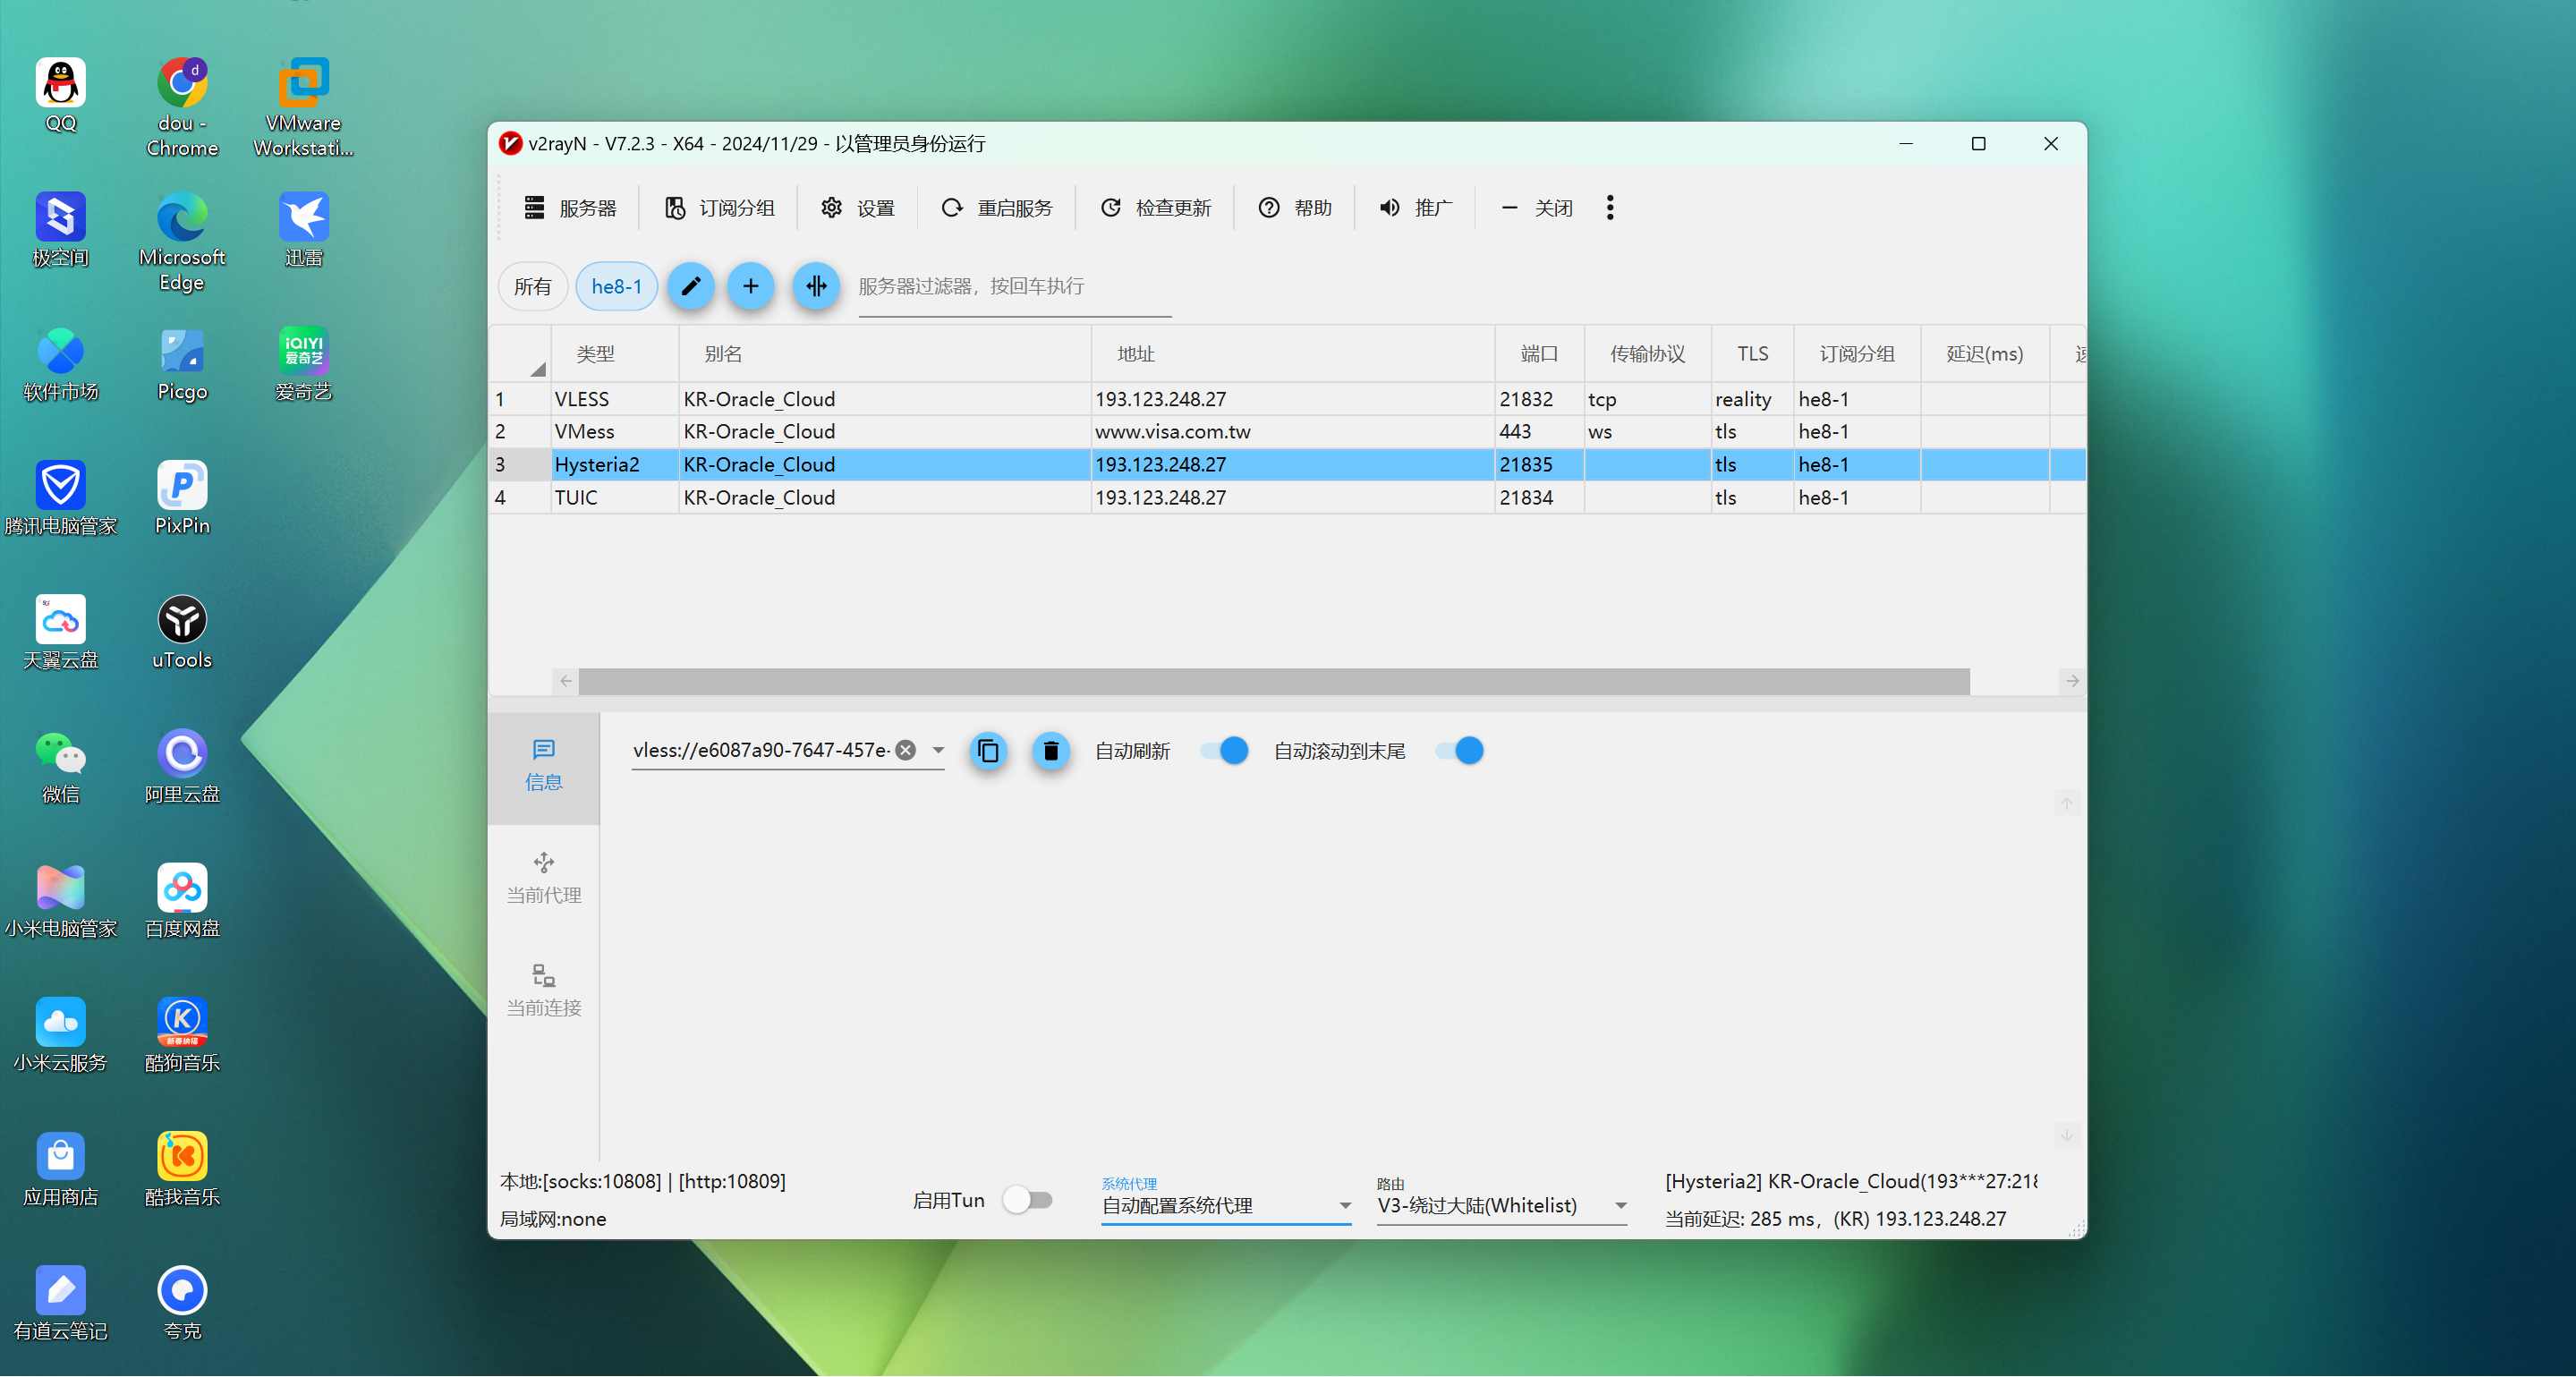 QQ
dou -
Chrome
VMware
Workstati...
极空间
Microsoft
Edge
迅雷
软件市场
Picgo
iQIYI
爱奇艺
爱奇艺
腾讯电脑管家
PixPin
天翼云盘
uTools
微信
阿里云盘
小米电脑管家
百度网盘
小米云服务
酷狗音乐
应用商店
酷我音乐
有道云笔记
夸克
v2rayN - V7.2.3 - X64 - 2024/11/29 - 以管理员身份运行
服务器 订阅分组 设置 重启服务 检查更新 帮助 推广 关闭
所有 he8-1 服务器过滤器，按回车执行
类型 别名 地址 端口 传输协议 TLS 订阅分组 延迟(ms)
1 VLESS KR-Oracle_Cloud 193.123.248.27 21832 tcp reality he8-1
2 VMess KR-Oracle_Cloud www.visa.com.tw 443 ws tls he8-1
3 Hysteria2 KR-Oracle_Cloud 193.123.248.27 21835 tls he8-1
4 TUIC KR-Oracle_Cloud 193.123.248.27 21834 tls he8-1
信息
vless://e6087a90-7647-457e- 自动刷新 自动滚动到末尾
当前代理
当前连接
本地:[socks:10808] | [http:10809]
局域网:none
启用Tun
系统代理
自动配置系统代理
路由
V3-绕过大陆(Whitelist)
[Hysteria2] KR-Oracle_Cloud(193***27:218
当前延迟: 285 ms，(KR) 193.123.248.27